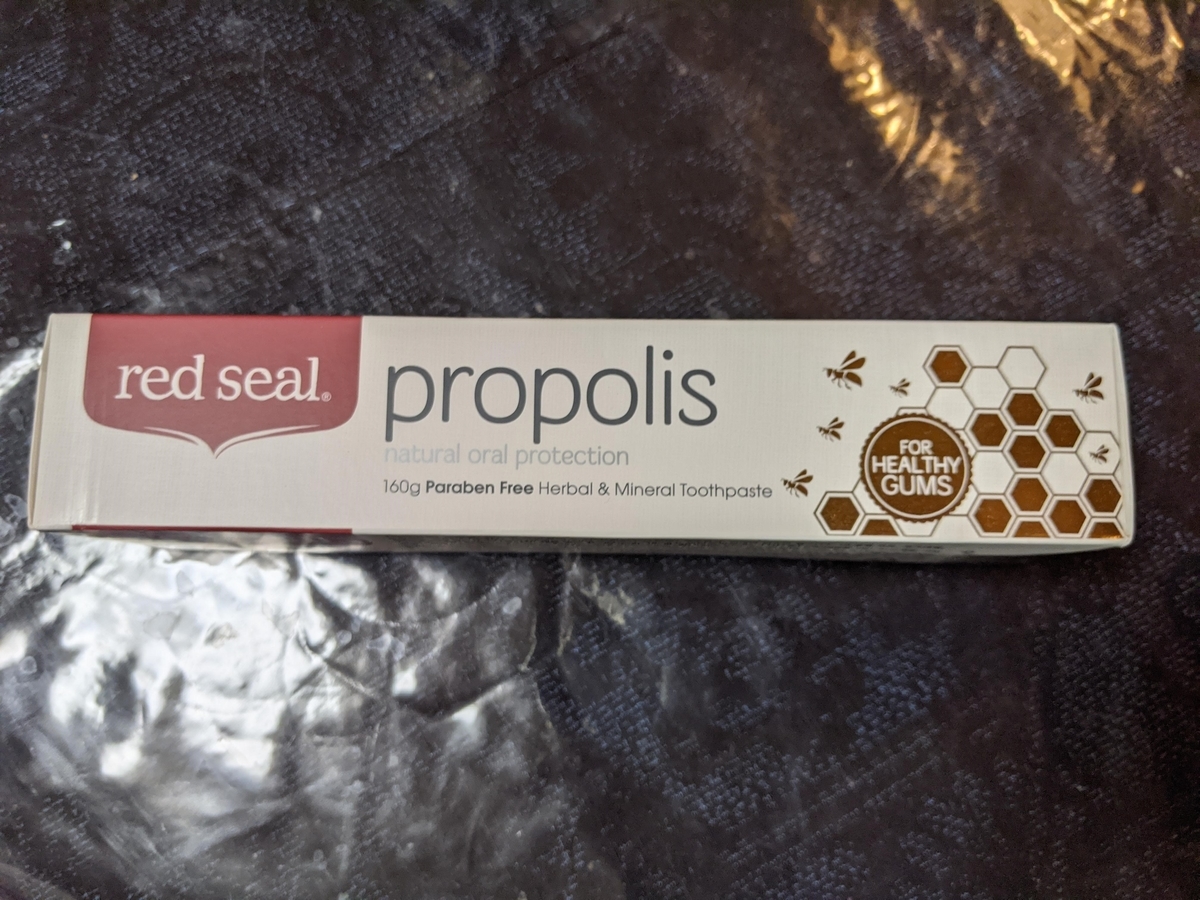 red seal®
propolis
natural oral protection
160g Paraben Free Herbal & Mineral Toothpaste
FOR
HEALTHY
GUMS